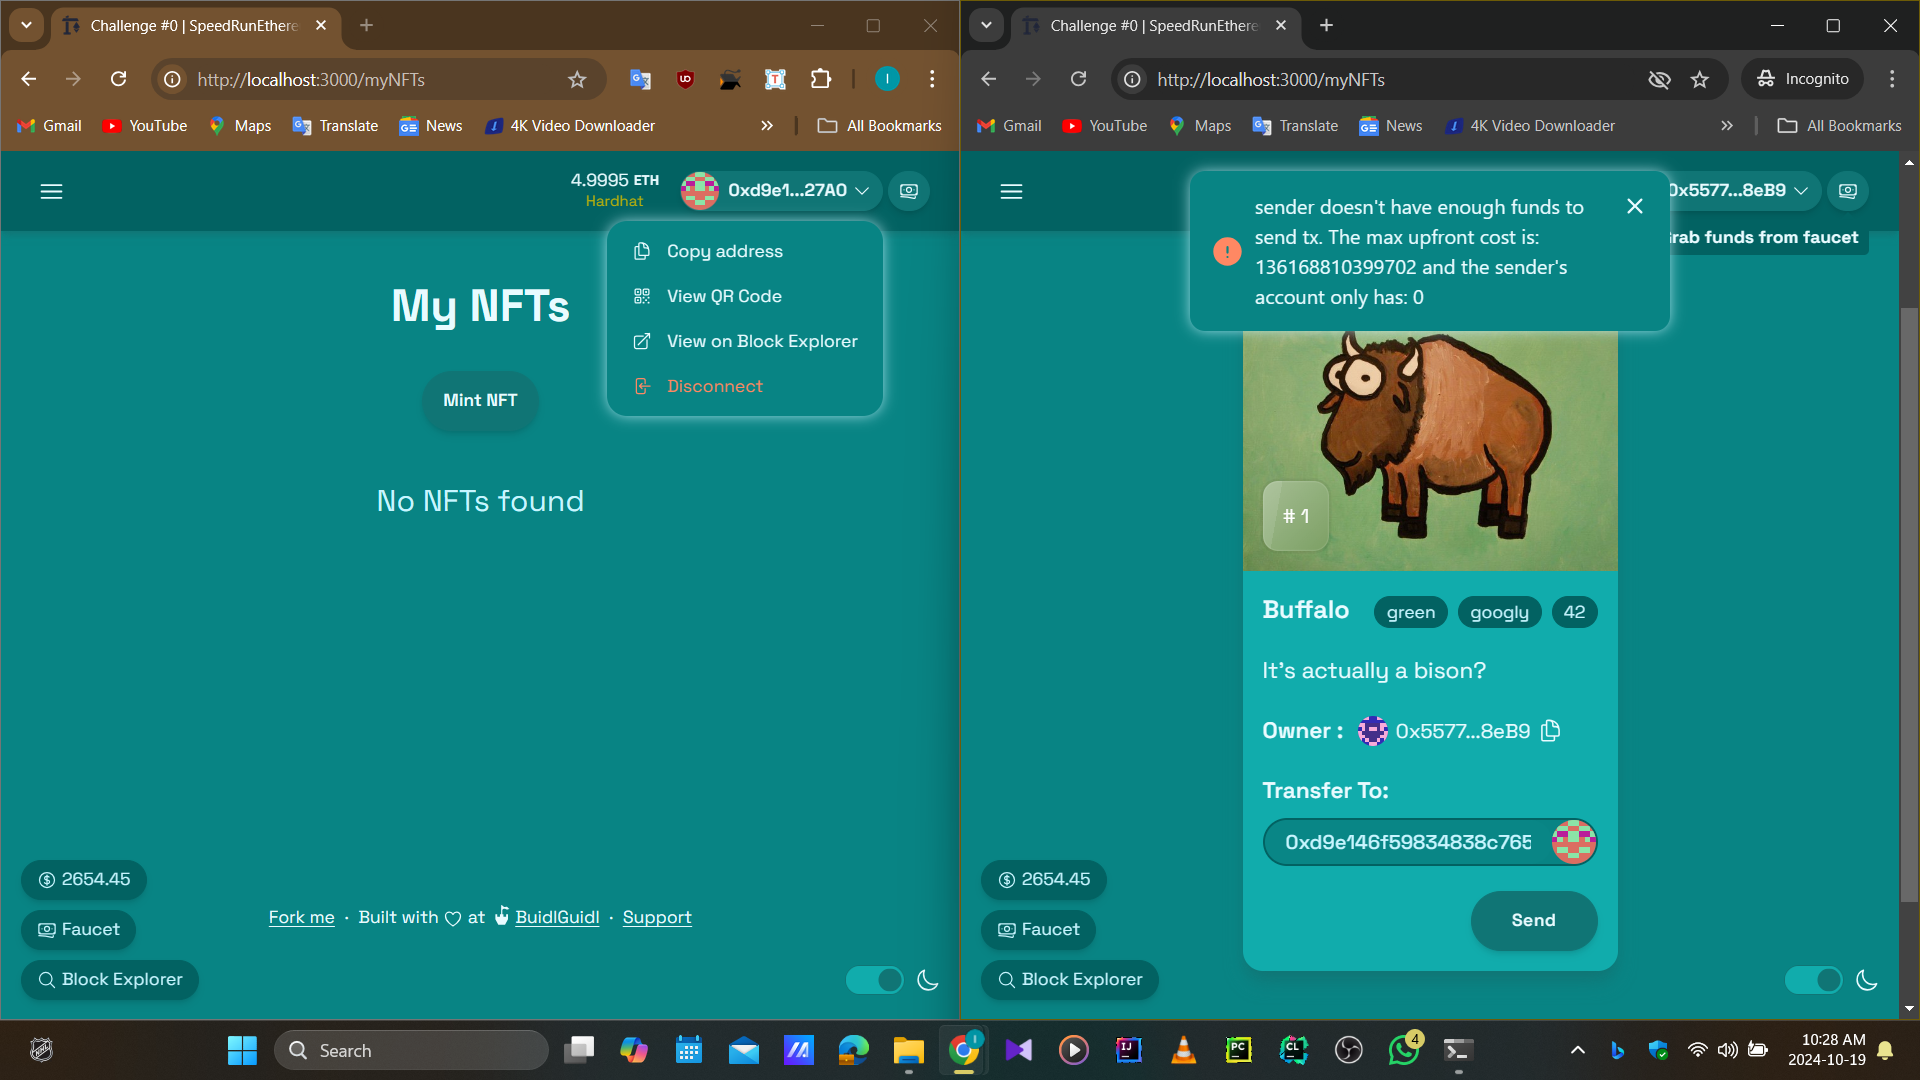 Challenge #0 | SpeedRunEthere
http://localhost:3000/myNFTs
I
Gmail
YouTube
Maps
Translate
News
4K Video Downloader
All Bookmarks
4.9995 ETH
Hardhat
0xd9e1...27A0
Copy address
View QR Code
View on Block Explorer
Disconnect
My NFTs
Mint NFT
No NFTs found
2654.45
Faucet
Block Explorer
Fork me · Built with at BuidlGuidl · Support
Challenge #0 | SpeedRunEthere
http://localhost:3000/myNFTs
Incognito
Gmail
YouTube
Maps
Translate
News
4K Video Downloader
All Bookmarks
0x5577...8eB9
rab funds from faucet
sender doesn't have enough funds to
send tx. The max upfront cost is:
136168810399702 and the sender's
account only has: 0
# 1
Buffalo
green
googly
42
It's actually a bison?
Owner :
0x5577...8eB9
Transfer To:
0xd9e146f59834838c765
Send
2654.45
Faucet
Block Explorer
Search
4
10:28 AM
2024-10-19